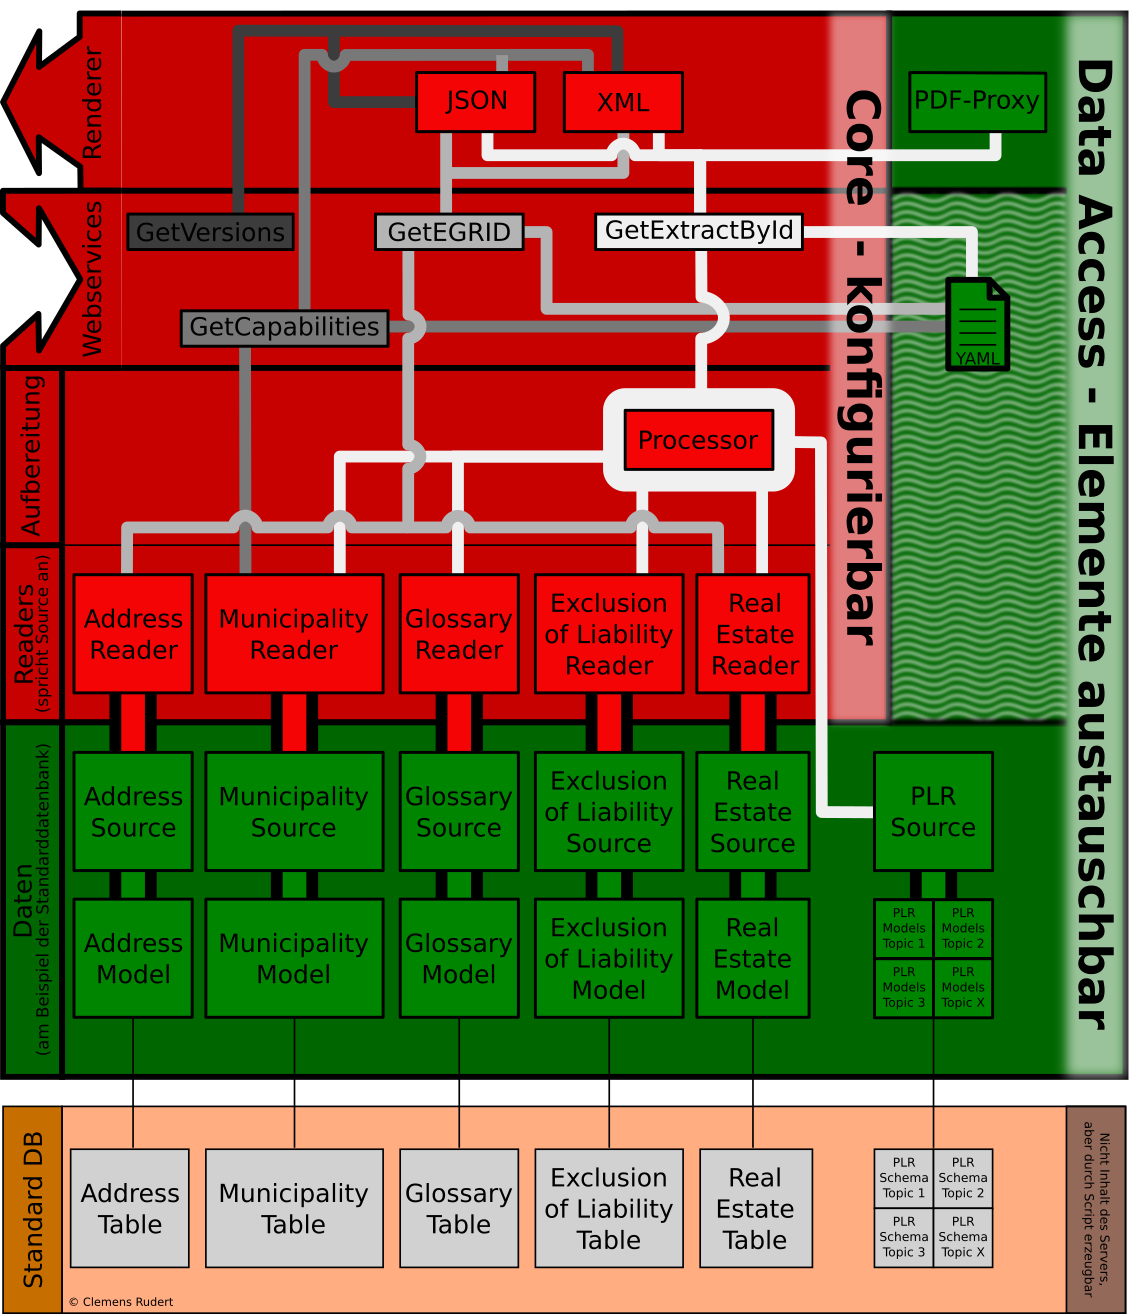 Renderer
JSON
XML
PDF-Proxy
Core - konfigurierbar
Data Access - Elemente austauschbar
Webservices
GetVersions
GetEGRID
GetExtractById
GetCapabilities
YAML
Aufbereitung
Processor
Readers
(spricht Source an)
Address
Reader
Municipality
Reader
Glossary
Reader
Exclusion
of Liability
Reader
Real
Estate
Reader
Daten
(am Beispiel der Standarddatenbank)
Address
Source
Municipality
Source
Glossary
Source
Exclusion
of Liability
Source
Real
Estate
Source
PLR
Source
Address
Model
Municipality
Model
Glossary
Model
Exclusion
of Liability
Model
Real
Estate
Model
PLR
Models
Topic 1
PLR
Models
Topic 2
PLR
Models
Topic 3
PLR
Models
Topic X
Standard DB
Address
Table
Municipality
Table
Glossary
Table
Exclusion
of Liability
Table
Real
Estate
Table
PLR
Schema
Topic 1
PLR
Schema
Topic 2
PLR
Schema
Topic 3
PLR
Schema
Topic X
Nicht Inhalt des Servers,
aber durch Script erzeugbar
© Clemens Rudert